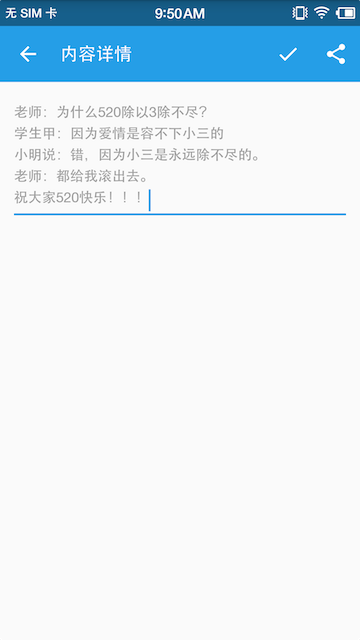 无 SIM 卡
9:50AM
内容详情
老师：为什么520除以3除不尽？
学生甲：因为爱情是容不下小三的
小明说：错，因为小三是永远除不尽的。
老师：都给我滚出去。
祝大家520快乐！！！